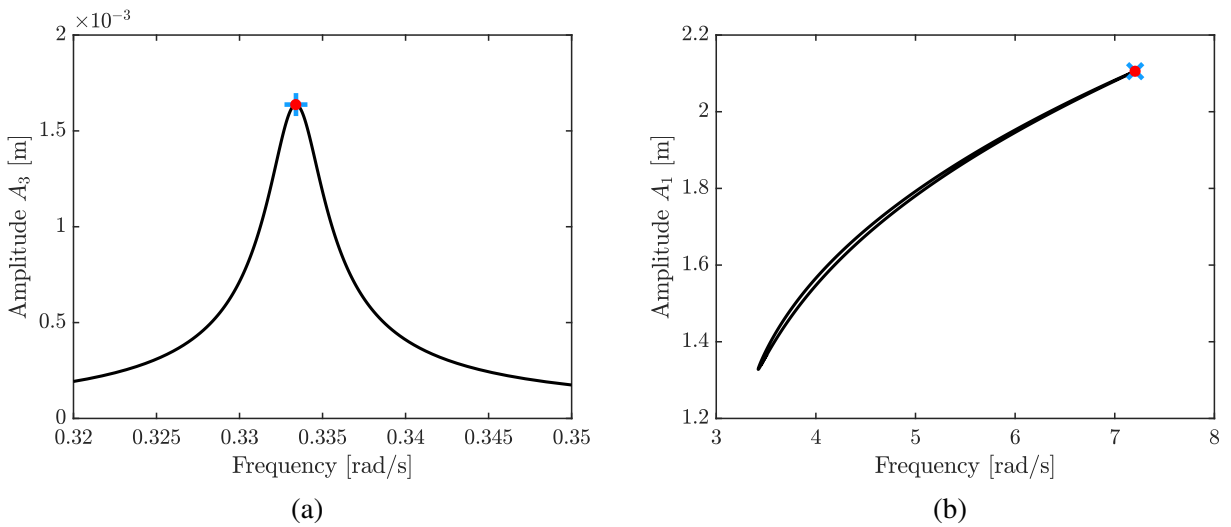 ×10⁻³
2
1.5
1
0.5
0
Amplitude A₃ [m]
0.32 0.325 0.33 0.335 0.34 0.345 0.35
Frequency [rad/s]
(a)
2.2
2
1.8
1.6
1.4
1.2
Amplitude A₁ [m]
3 4 5 6 7 8
Frequency [rad/s]
(b)